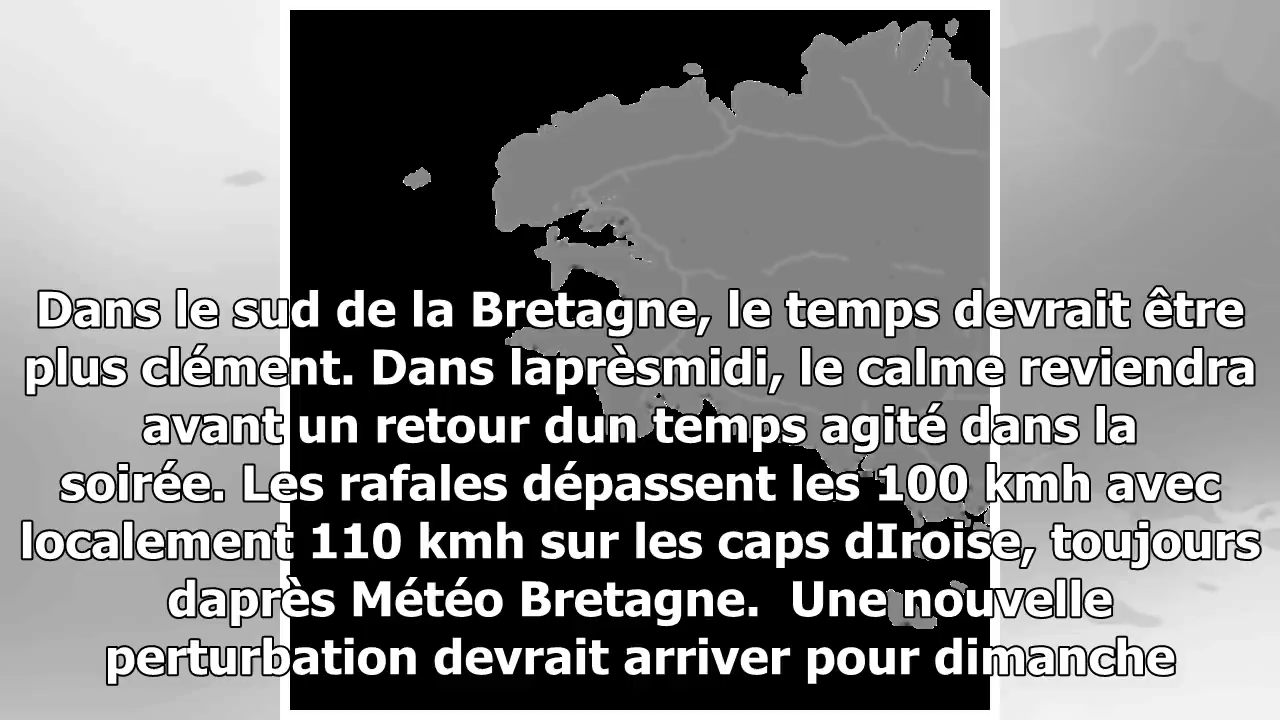 Dans le sud de la Bretagne, le temps devrait être
plus clément. Dans laprèsmidi, le calme reviendra
avant un retour dun temps agité dans la
soirée. Les rafales dépassent les 100 kmh avec
localement 110 kmh sur les caps dIroise, toujours
daprès Météo Bretagne.  Une nouvelle
perturbation devrait arriver pour dimanche